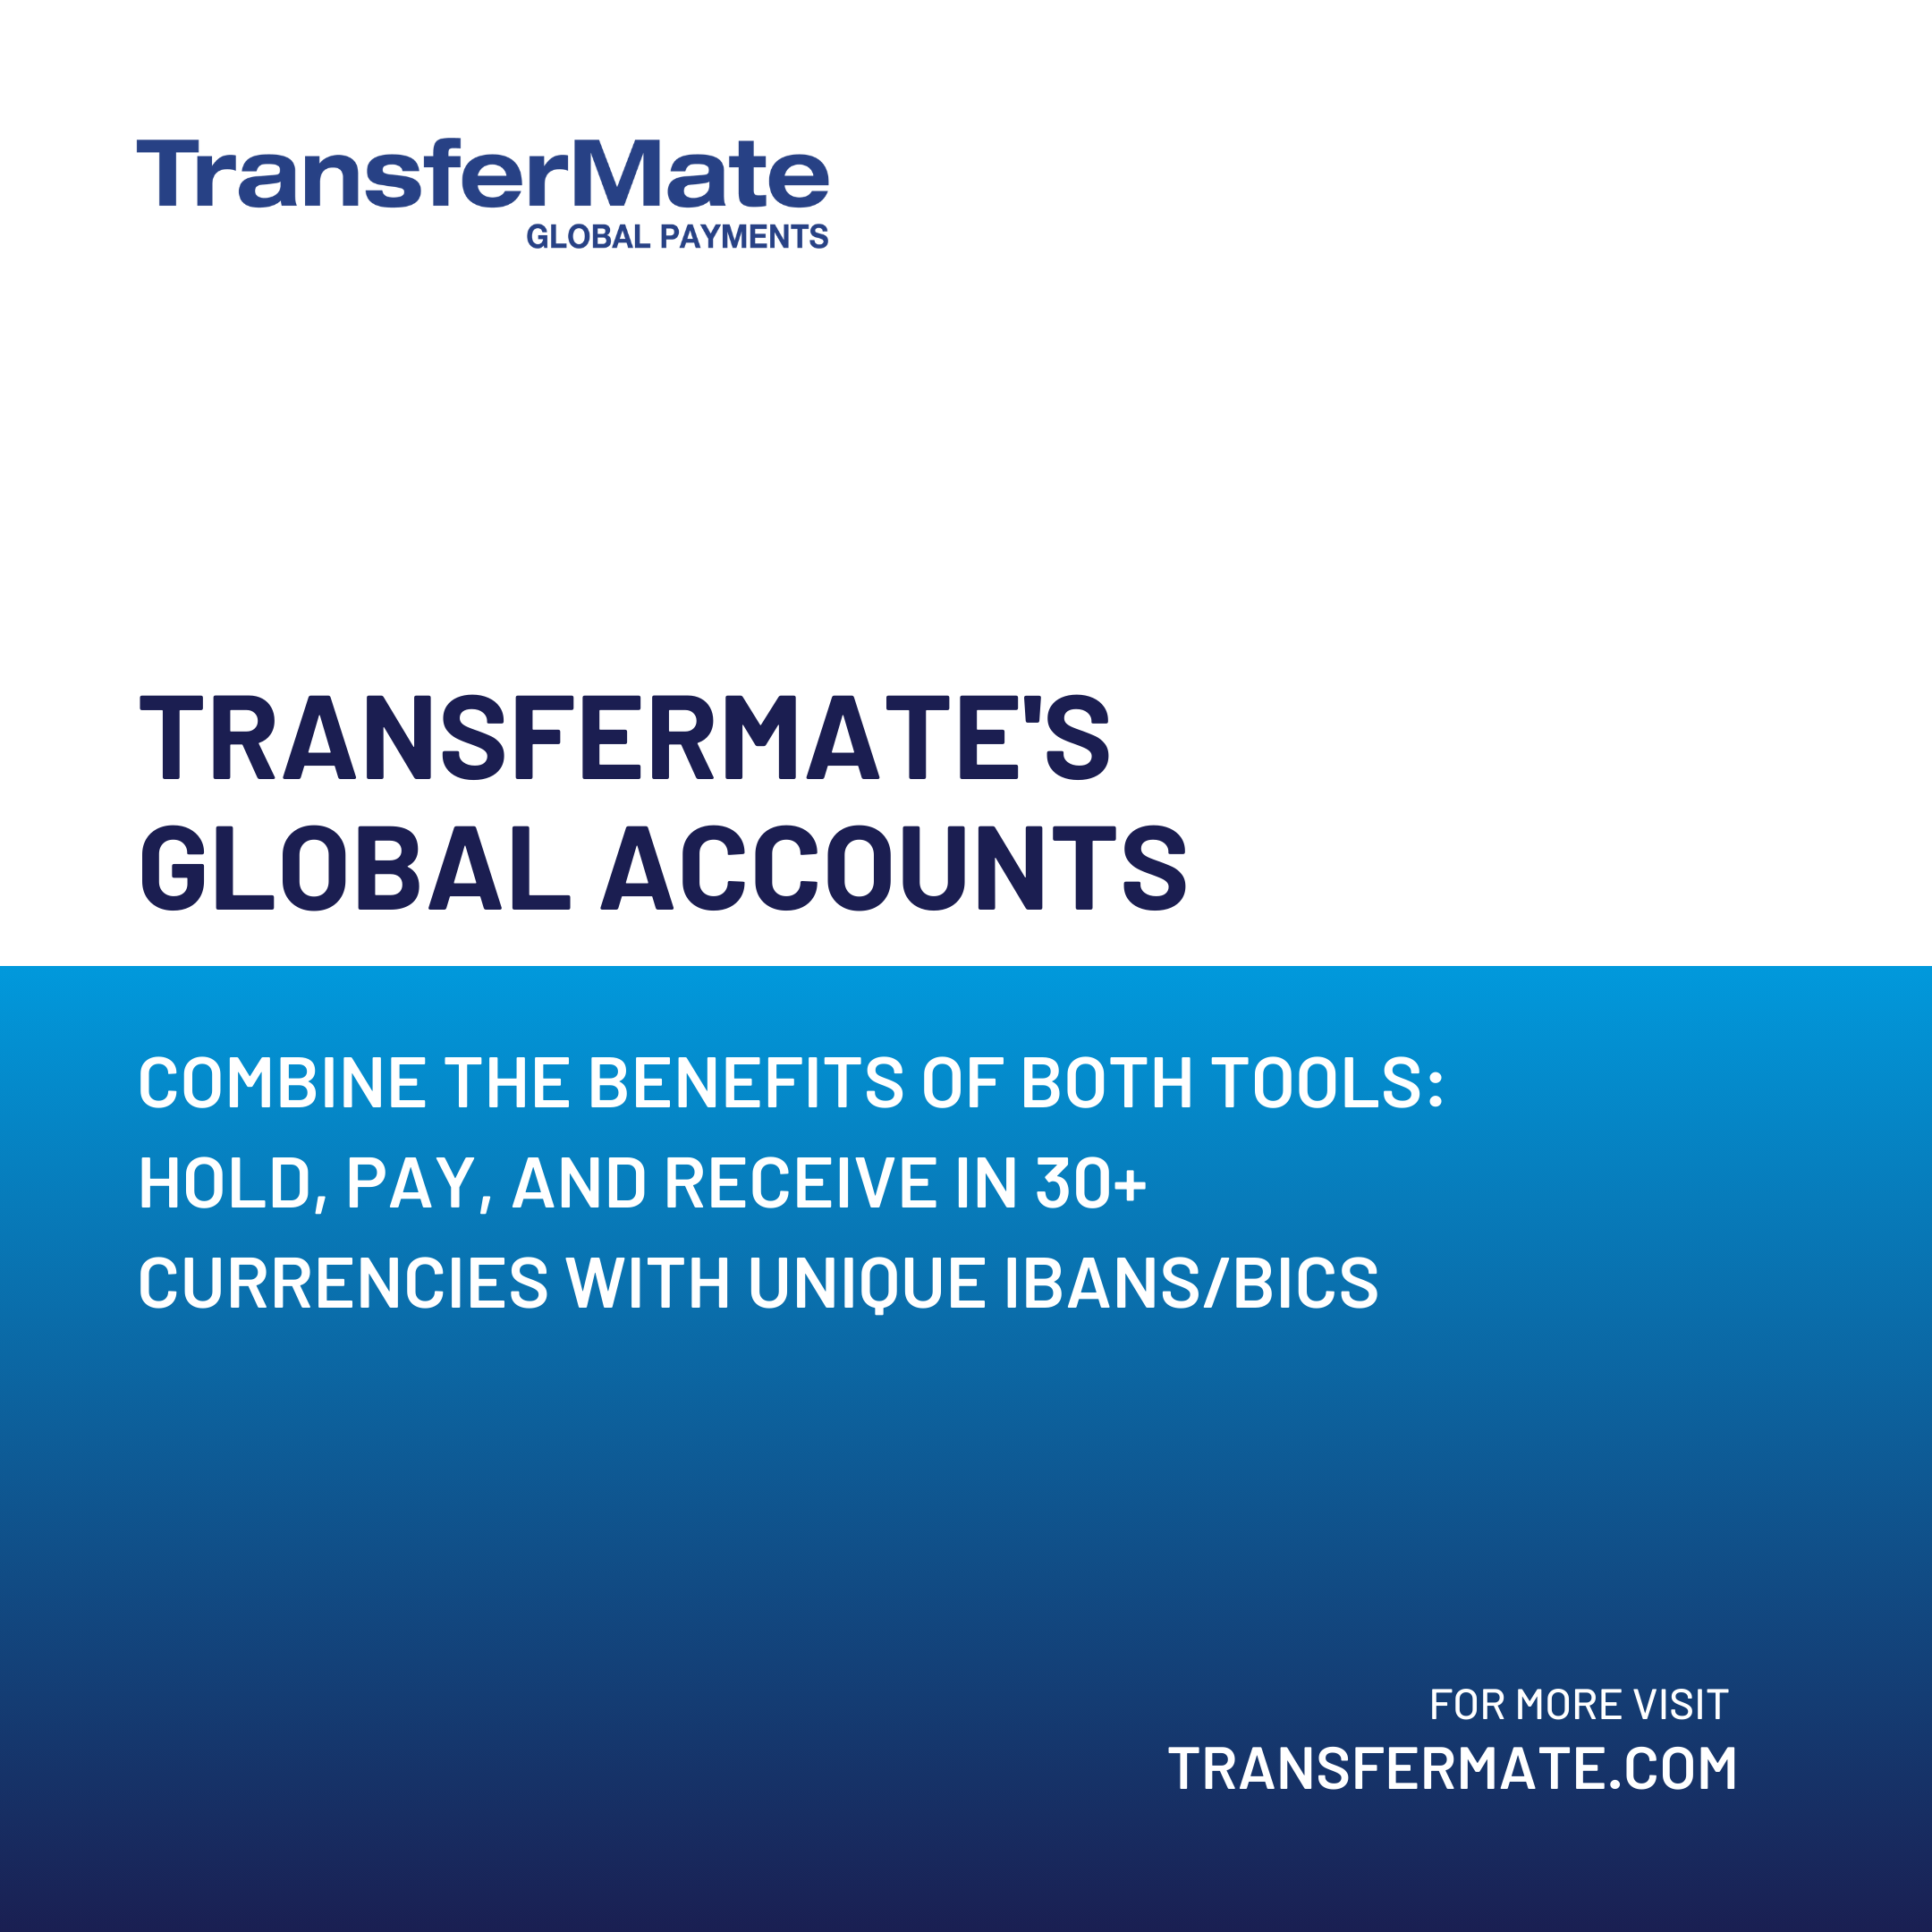 TransferMate
GLOBAL PAYMENTS
TRANSFERMATE'S
GLOBAL ACCOUNTS
COMBINE THE BENEFITS OF BOTH TOOLS:
HOLD, PAY, AND RECEIVE IN 30+
CURRENCIES WITH UNIQUE IBANS/BICS
FOR MORE VISIT
TRANSFERMATE.COM